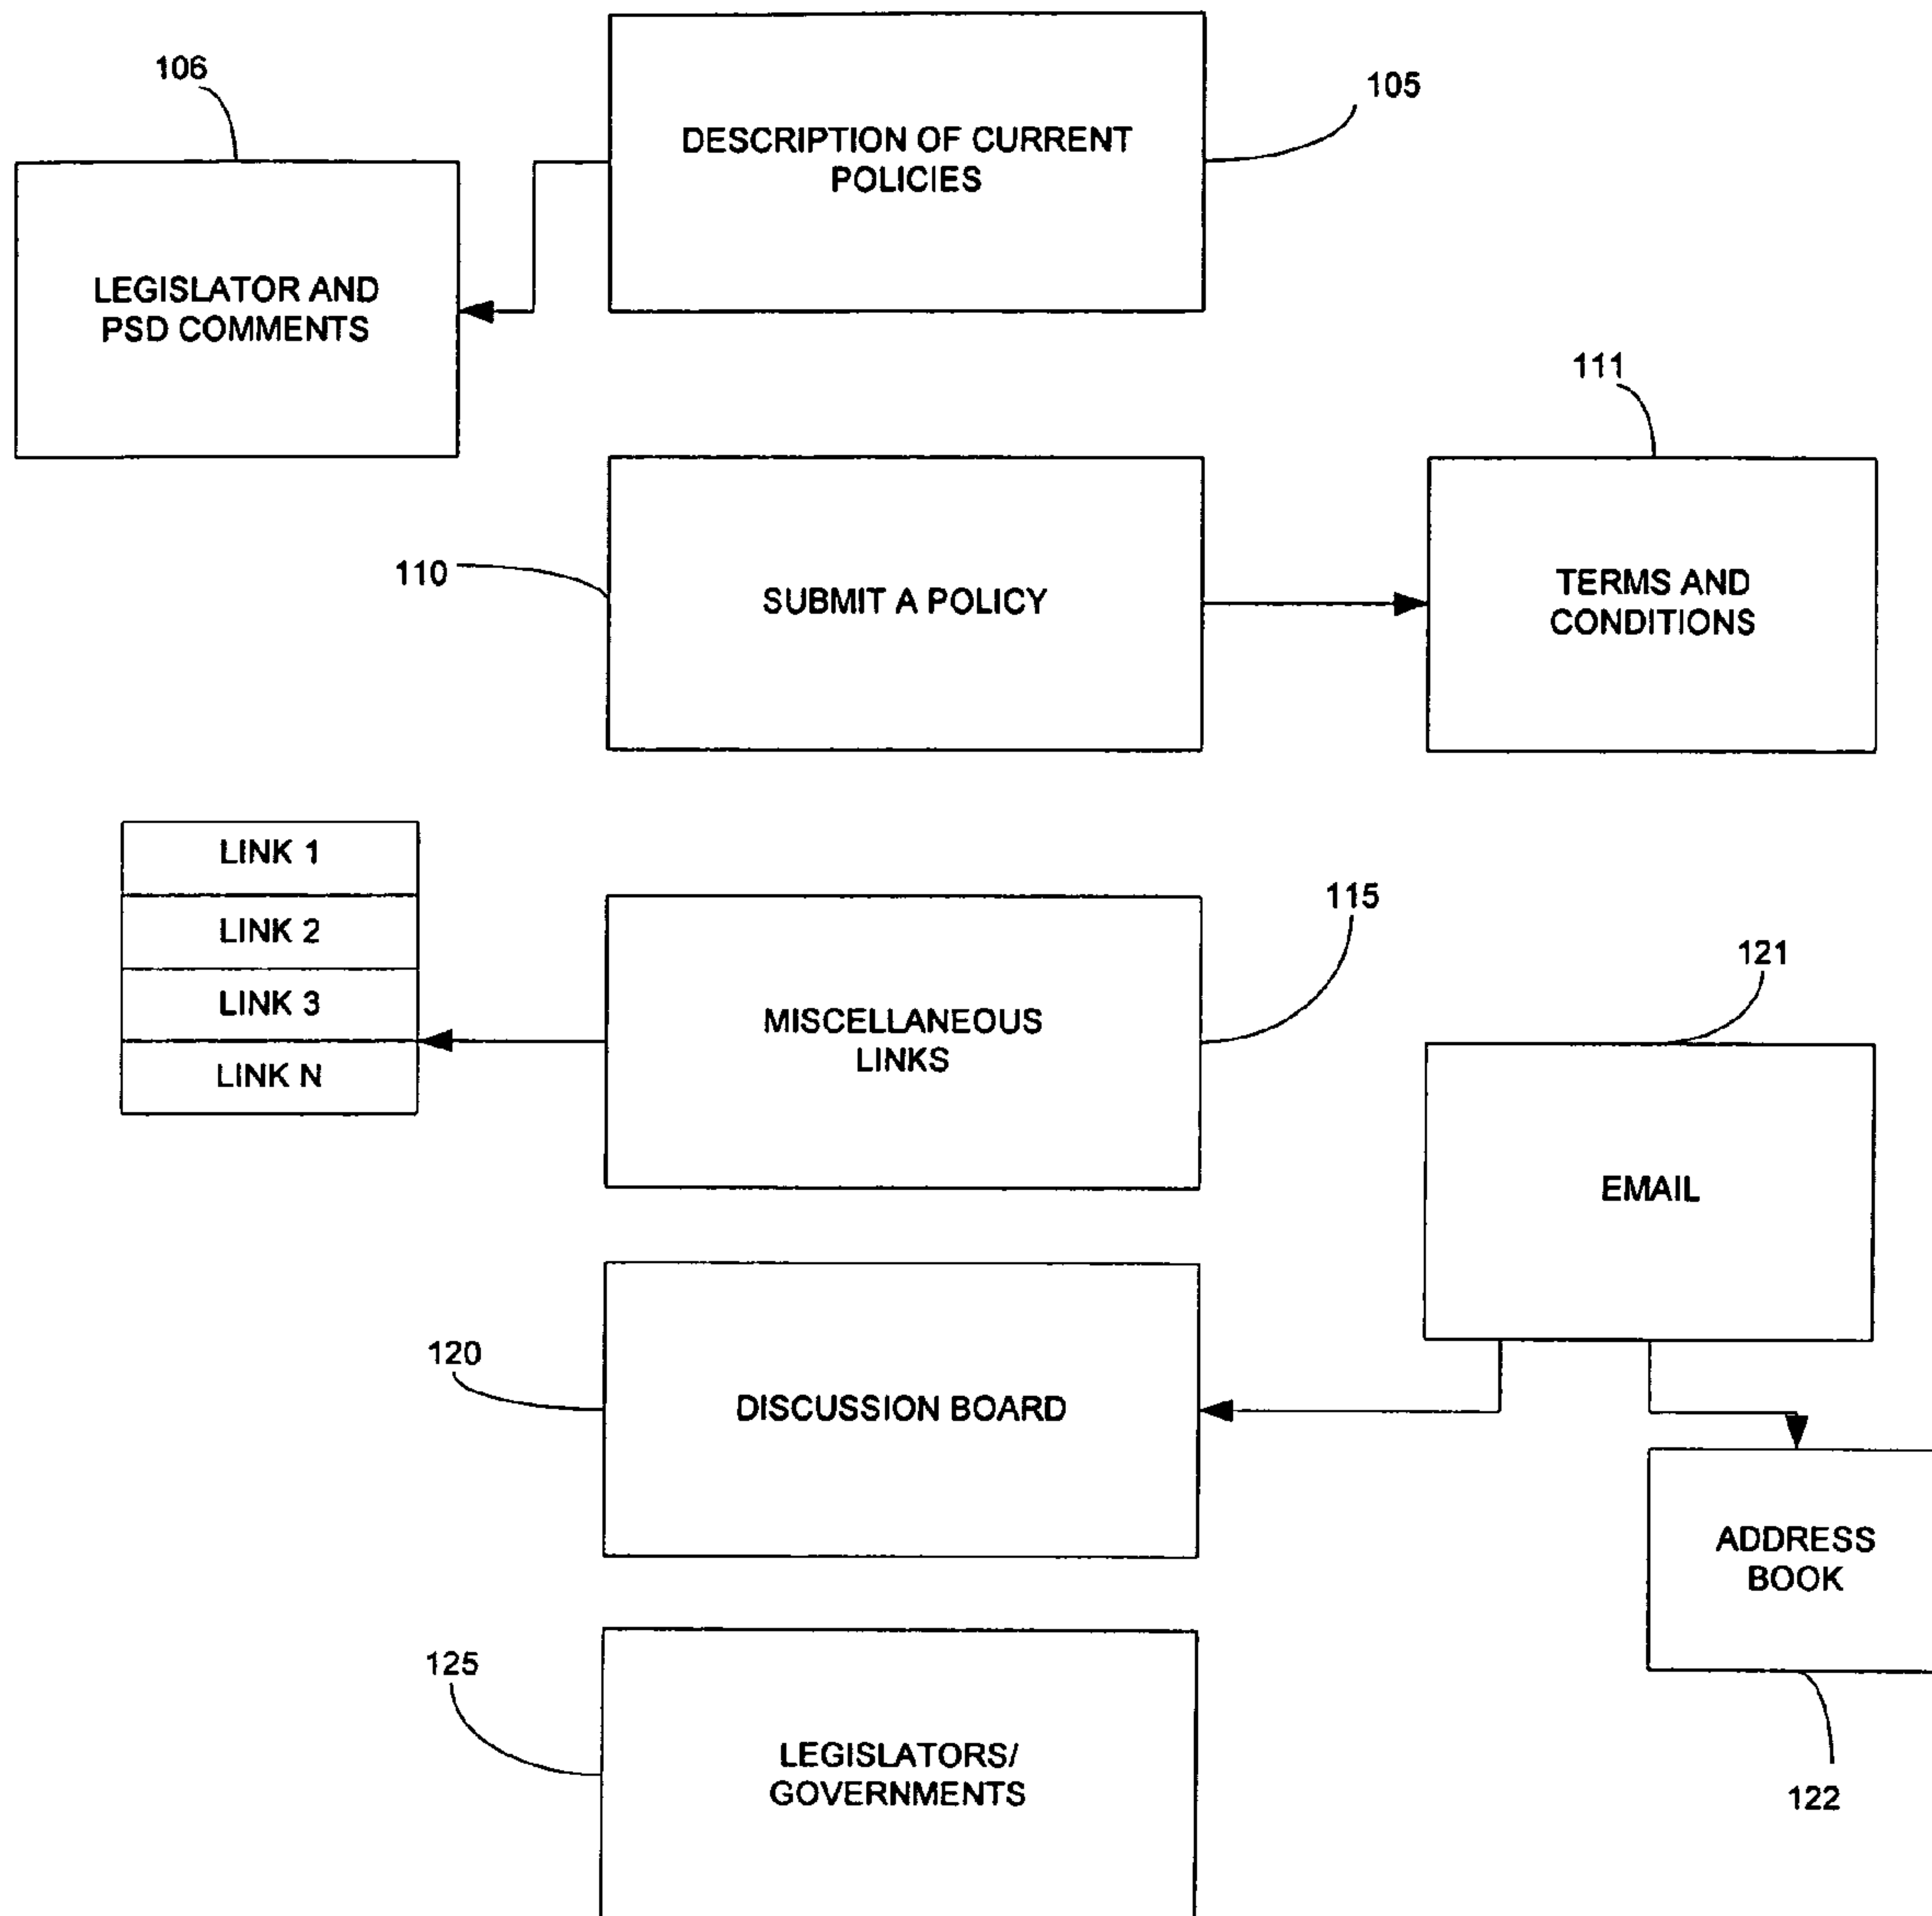 106
105
DESCRIPTION OF CURRENT
POLICIES
LEGISLATOR AND
PSD COMMENTS
111
110
SUBMIT A POLICY
TERMS AND
CONDITIONS
LINK 1
LINK 2
LINK 3
LINK N
115
MISCELLANEOUS
LINKS
121
EMAIL
120
DISCUSSION BOARD
ADDRESS
BOOK
122
125
LEGISLATORS/
GOVERNMENTS